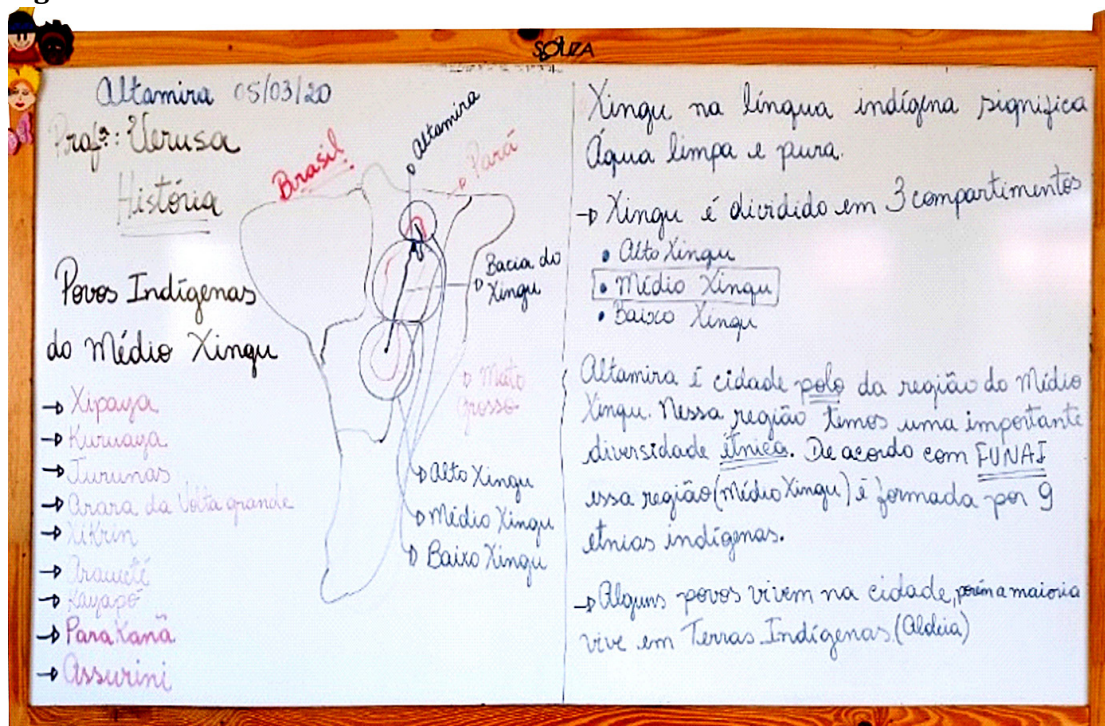 SOUZA
Altamira 05/03/20
Profª: Verusa
História
Povos Indígenas
do Médio Xingu
→ Xipaya
→ Kuruaya
→ Jurunas
→ Arara da Volta grande
→ Xikrin
→ Araweté
→ Kayapó
→ ParaKanã
→ Assurini
Brasil
Altamira
Pará
Bacia do
Xingu
Mato
Grosso
Alto Xingu
Médio Xingu
Baixo Xingu
Xingu na língua indígena significa
Água limpa e pura.
→ Xingu é dividido em 3 compartimentos
• Alto Xingu
• Médio Xingu
• Baixo Xingu
Altamira é cidade polo da região do Médio
Xingu. Nessa região temos uma importante
diversidade étnica. De acordo com FUNAI
essa região (Médio Xingu) é formada por 9
etnias indígenas.
→ Alguns povos vivem na cidade, porém a maioria
vive em Terras Indígenas. (Aldeia)